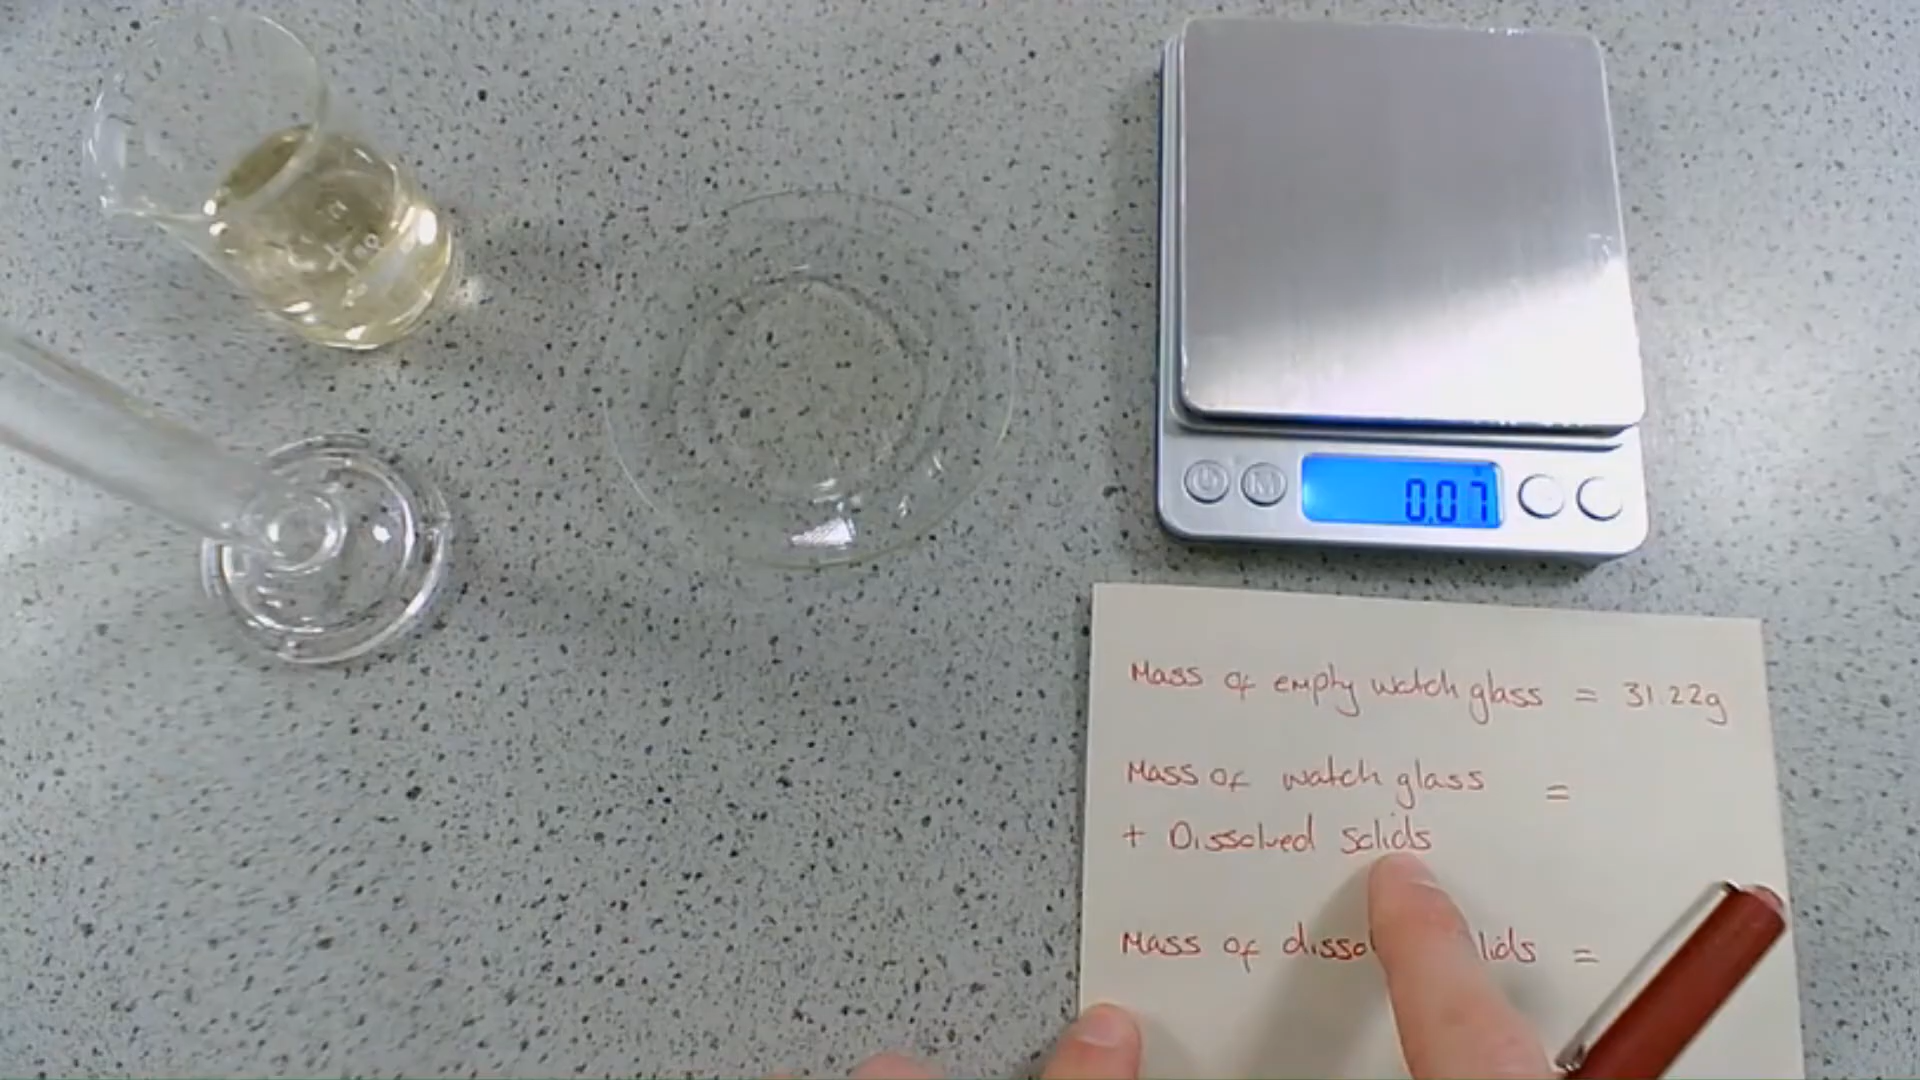 0.07
M
Mass of empty watch glass = 31.22g
Mass of watch glass =
+ Dissolved solids
Mass of =